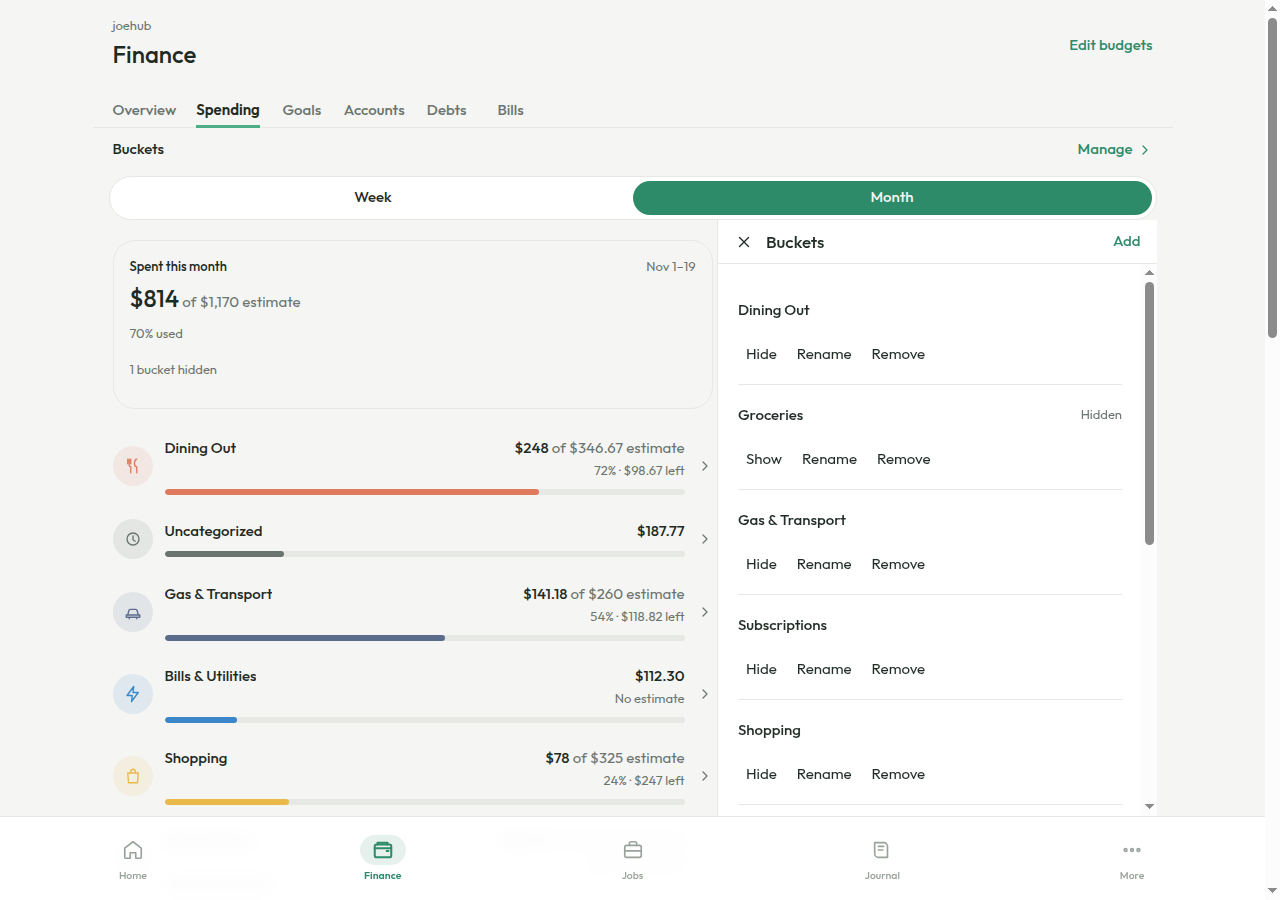 joehub
Finance
Edit budgets
Overview Spending Goals Accounts Debts Bills
Buckets
Manage
Week Month
Spent this month
Nov 1–19
$814 of $1,170 estimate
70% used
1 bucket hidden
Dining Out
$248 of $346.67 estimate
72% · $98.67 left
Uncategorized
$187.77
Gas & Transport
$141.18 of $260 estimate
54% · $118.82 left
Bills & Utilities
$112.30
No estimate
Shopping
$78 of $325 estimate
24% · $247 left
Buckets
Add
Dining Out
Hide Rename Remove
Groceries
Hidden
Show Rename Remove
Gas & Transport
Hide Rename Remove
Subscriptions
Hide Rename Remove
Shopping
Hide Rename Remove
Home Finance Jobs Journal More